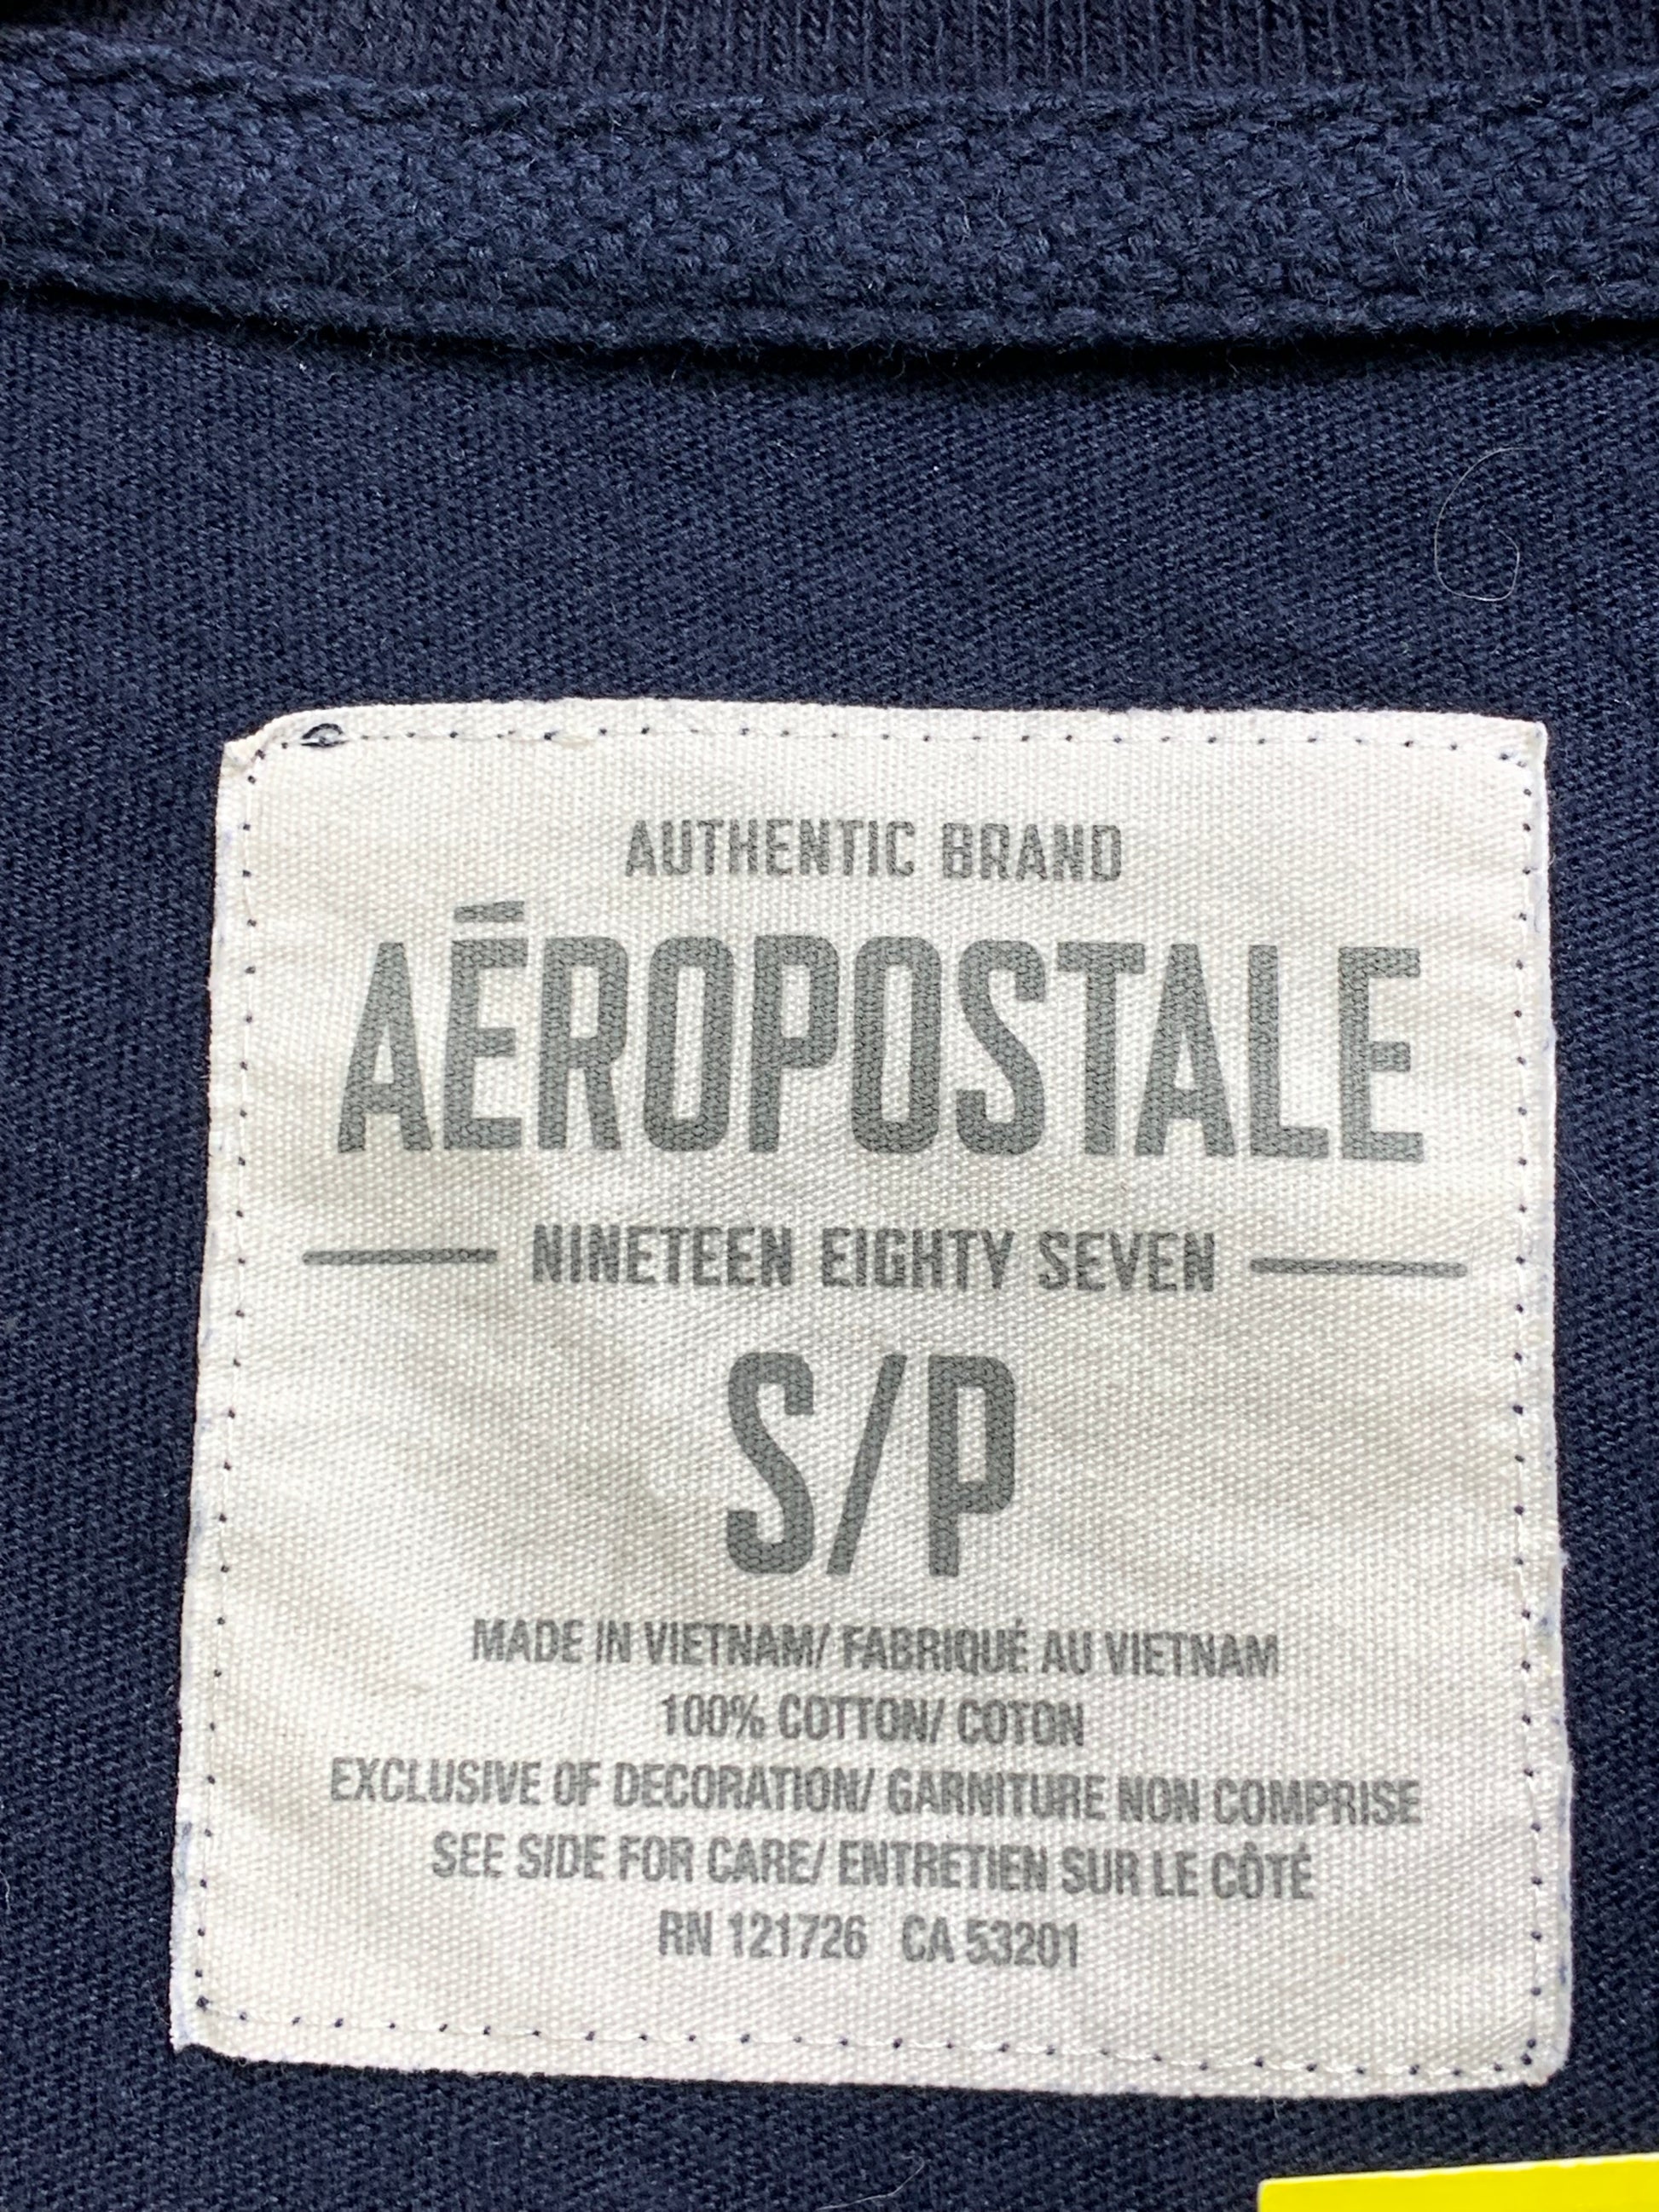 AUTHENTIC BRAND
AÉROPOSTALE
NINETEEN EIGHTY SEVEN
S/P
MADE IN VIETNAM/ FABRIQUÉ AU VIETNAM
100% COTTON/ COTON
EXCLUSIVE OF DECORATION/ GARNITURE NON COMPRISE
SEE SIDE FOR CARE/ ENTRETIEN SUR LE CÔTÉ
RN 121726 CA 53201